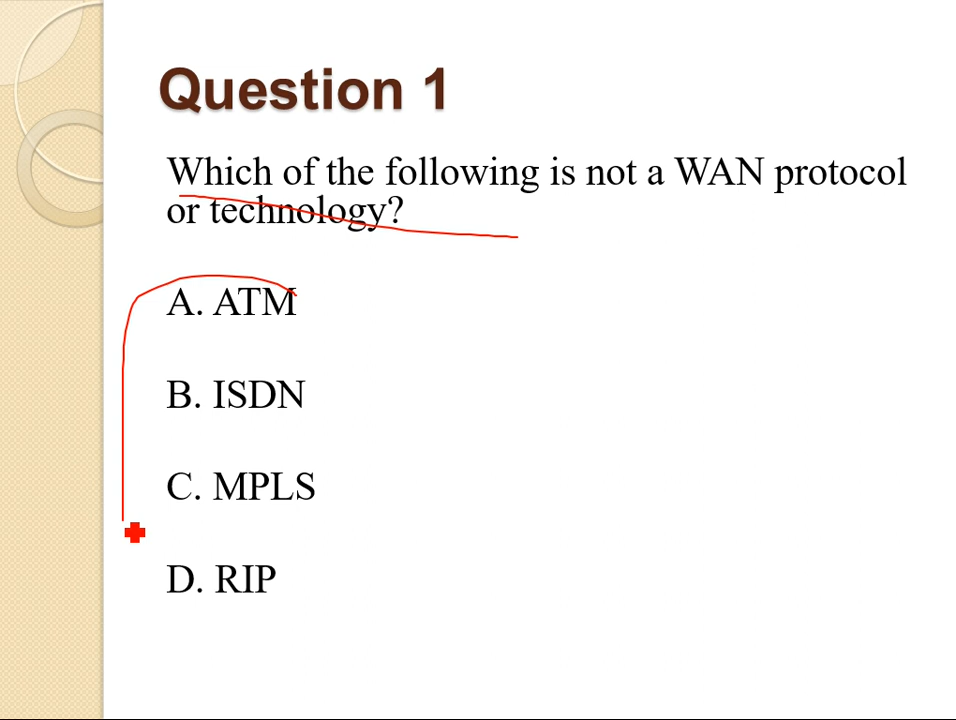 Question 1
Which of the following is not a WAN protocol
or technology?
A. ATM
B. ISDN
C. MPLS
D. RIP